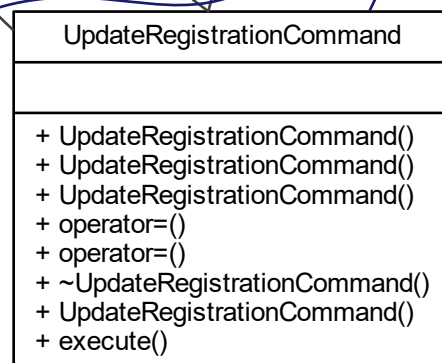 UpdateRegistrationCommand
+ UpdateRegistrationCommand()
+ UpdateRegistrationCommand()
+ UpdateRegistrationCommand()
+ operator=()
+ operator=()
+ ~UpdateRegistrationCommand()
+ UpdateRegistrationCommand()
+ execute()